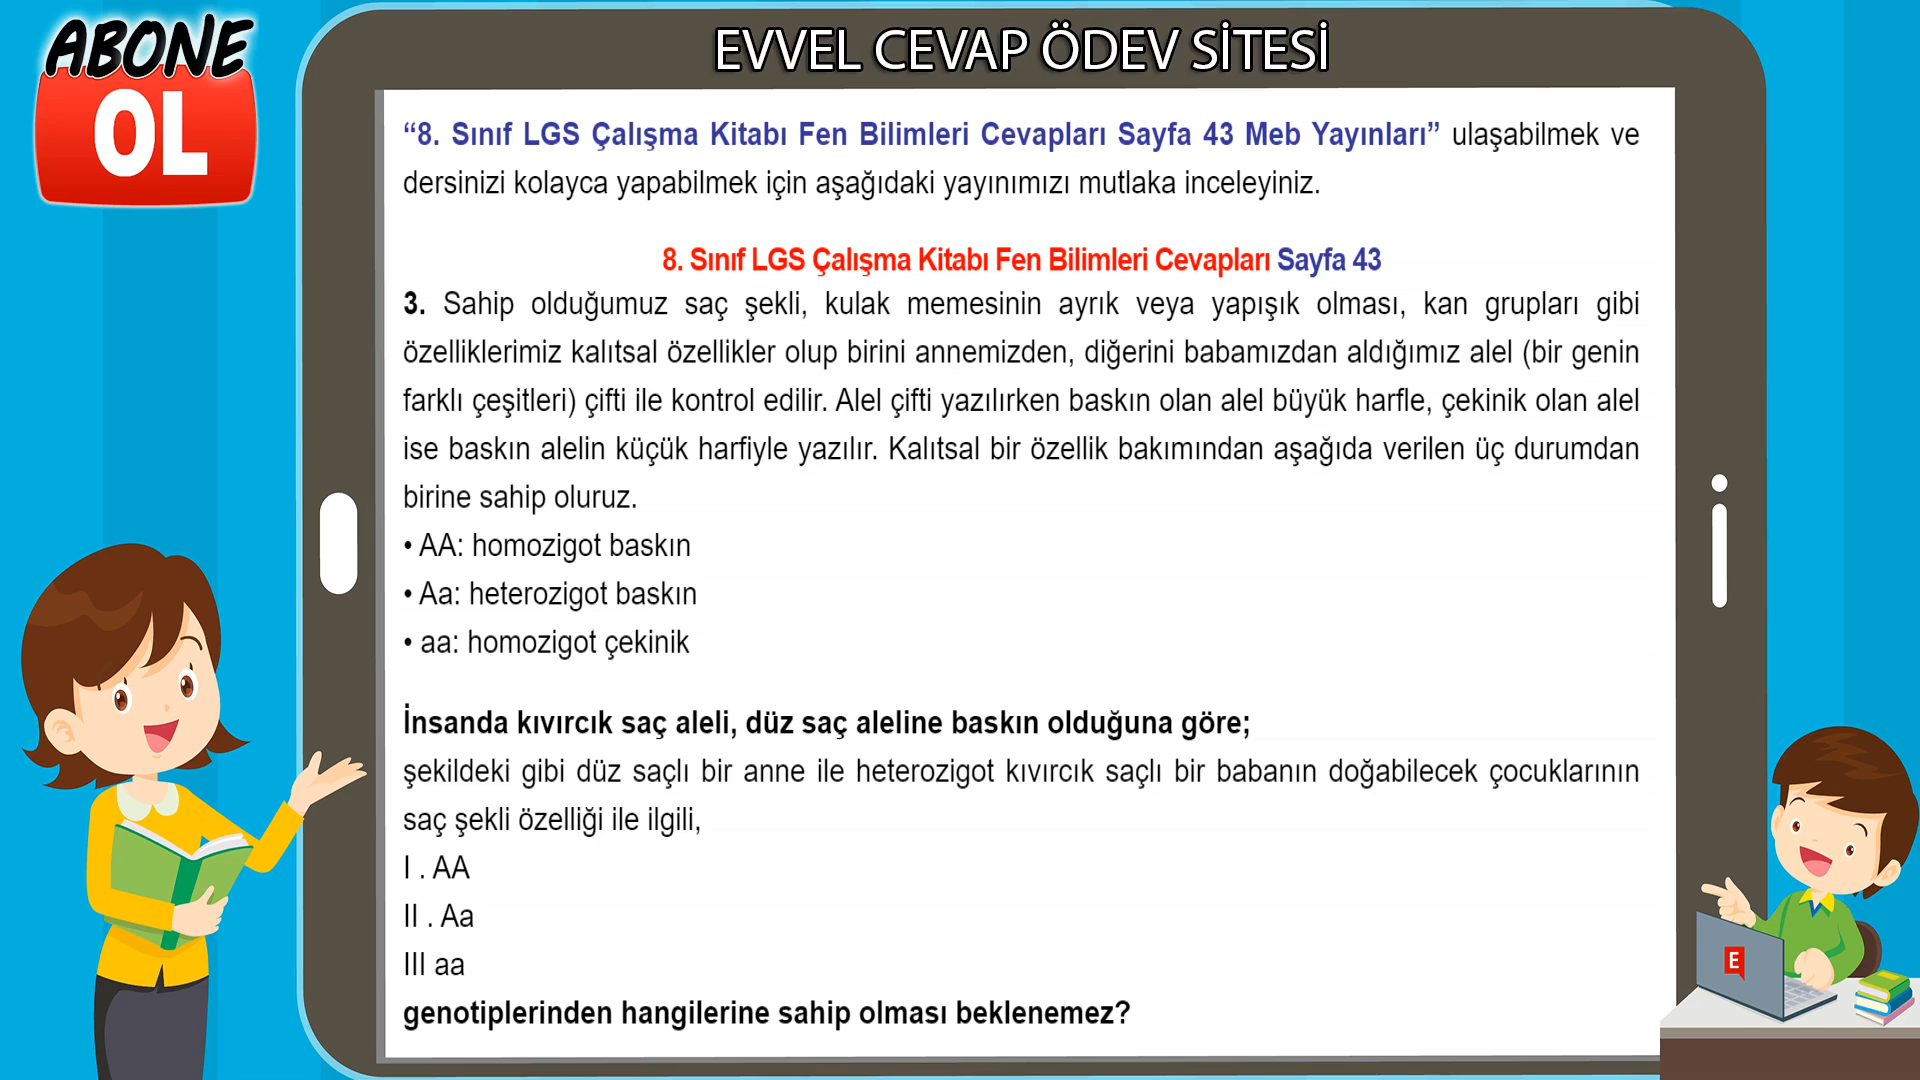 ABONE
OL
EVVEL CEVAP ÖDEV SİTESİ
“8. Sınıf LGS Çalışma Kitabı Fen Bilimleri Cevapları Sayfa 43 Meb Yayınları” ulaşabilmek ve
dersinizi kolayca yapabilmek için aşağıdaki yayınımızı mutlaka inceleyiniz.
8. Sınıf LGS Çalışma Kitabı Fen Bilimleri Cevapları Sayfa 43
3. Sahip olduğumuz saç şekli, kulak memesinin ayrık veya yapışık olması, kan grupları gibi
özelliklerimiz kalıtsal özellikler olup birini annemizden, diğerini babamızdan aldığımız alel (bir genin
farklı çeşitleri) çifti ile kontrol edilir. Alel çifti yazılırken baskın olan alel büyük harfle, çekinik olan alel
ise baskın alelin küçük harfiyle yazılır. Kalıtsal bir özellik bakımından aşağıda verilen üç durumdan
birine sahip oluruz.
• AA: homozigot baskın
• Aa: heterozigot baskın
• aa: homozigot çekinik
İnsanda kıvırcık saç aleli, düz saç aleline baskın olduğuna göre;
şekildeki gibi düz saçlı bir anne ile heterozigot kıvırcık saçlı bir babanın doğabilecek çocuklarının
saç şekli özelliği ile ilgili,
I . AA
II . Aa
III aa
genotiplerinden hangilerine sahip olması beklenemez?
E